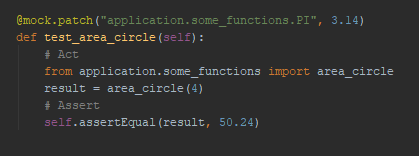 @mock.patch("application.some_functions.PI", 3.14)
def test_area_circle(self):
    # Act
    from application.some_functions import area_circle
    result = area_circle(4)
    # Assert
    self.assertEqual(result, 50.24)